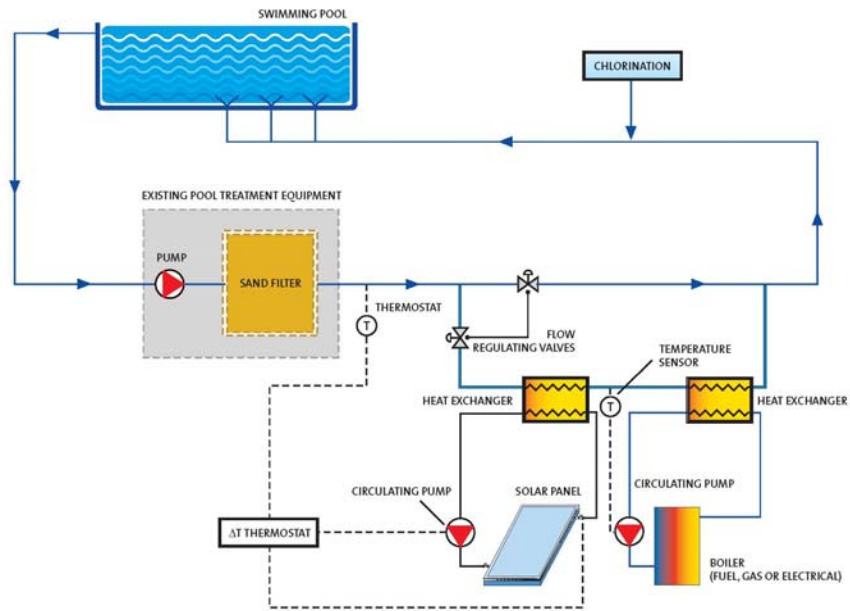 SWIMMING POOL
CHLORINATION
EXISTING POOL TREATMENT EQUIPMENT
PUMP
SAND FILTER
THERMOSTAT
T
FLOW
REGULATING VALVES
TEMPERATURE
SENSOR
HEAT EXCHANGER
T
HEAT EXCHANGER
CIRCULATING PUMP
SOLAR PANEL
CIRCULATING PUMP
ΔT THERMOSTAT
BOILER
(FUEL, GAS OR ELECTRICAL)